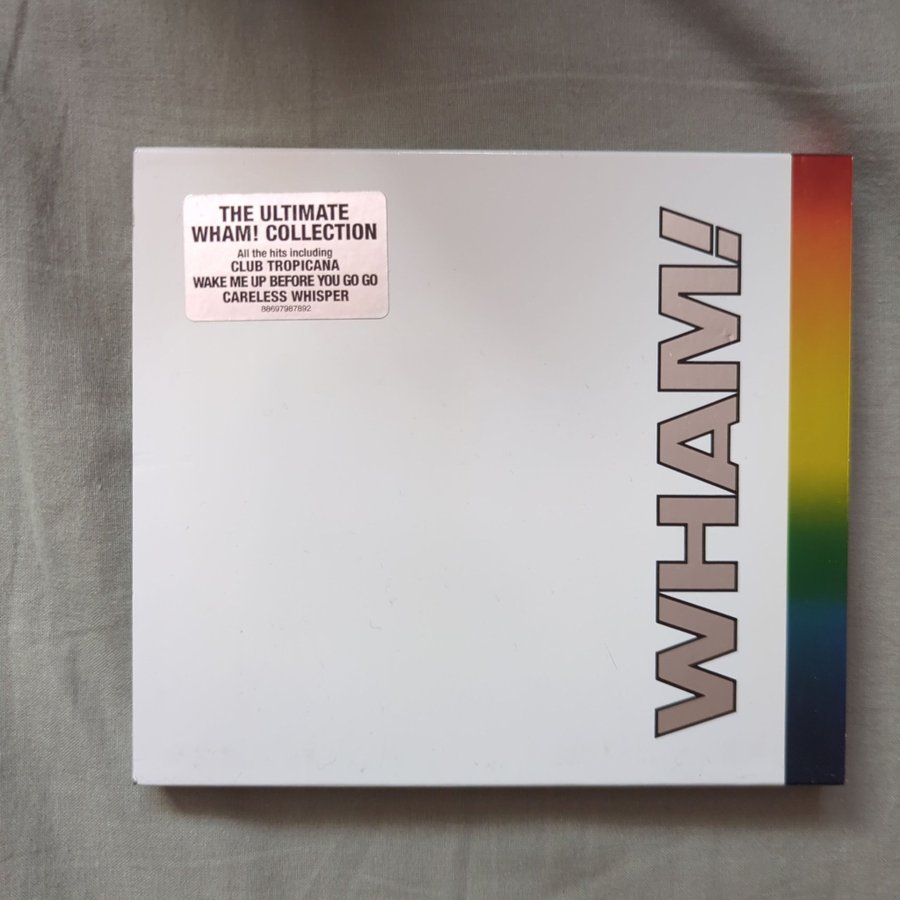 THE ULTIMATE
WHAM! COLLECTION
All the hits including
CLUB TROPICANA
WAKE ME UP BEFORE YOU GO GO
CARELESS WHISPER
88697987892
WHAM!